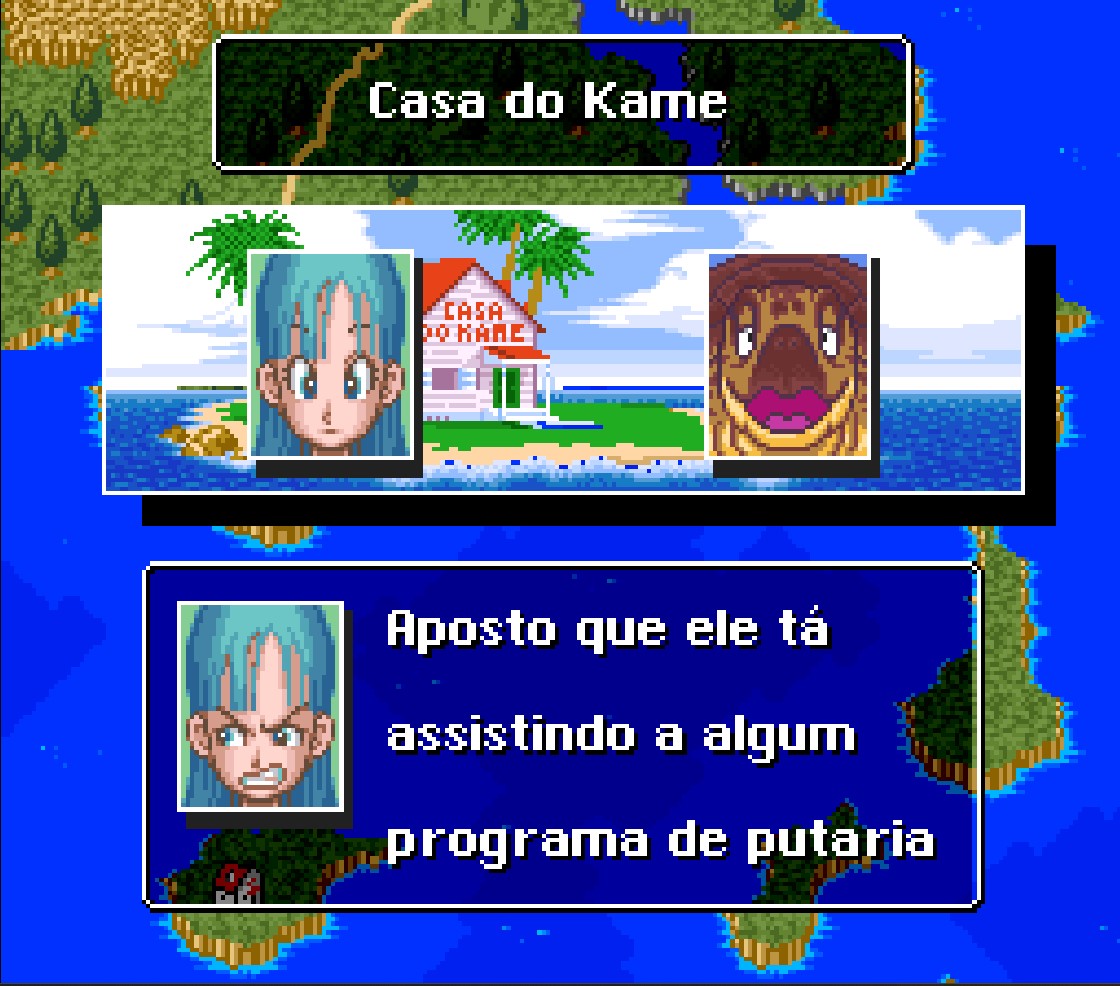 Casa do Kame
CASA
DO KAME
Aposto que ele tá
assistindo a algum
programa de putaria